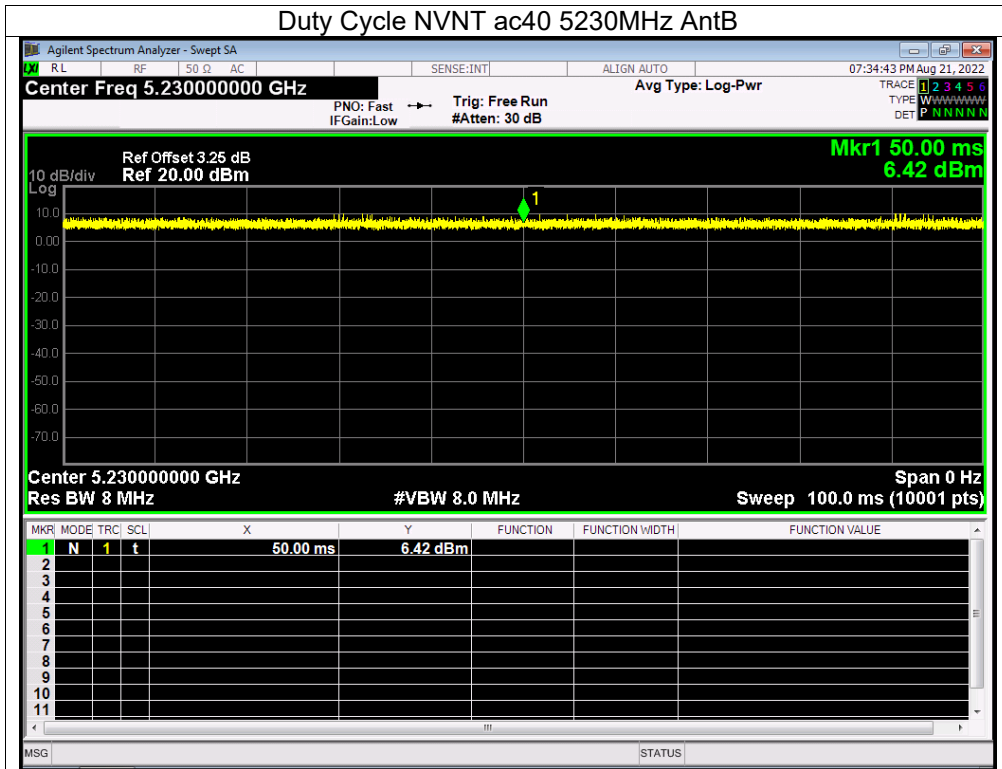 Duty Cycle NVNT ac40 5230MHz AntB
Agilent Spectrum Analyzer - Swept SA
LXI RL RF 50 Ω AC SENSE:INT ALIGN AUTO 07:34:43 PM Aug 21, 2022
Center Freq 5.230000000 GHz Avg Type: Log-Pwr TRACE 1 2 3 4 5 6
PNO: Fast Trig: Free Run TYPE WWWWWW
IFGain:Low #Atten: 30 dB DET P N N N N N
Ref Offset 3.25 dB Mkr1 50.00 ms
10 dB/div Ref 20.00 dBm 6.42 dBm
Log
1
10.0
0.00
-10.0
-20.0
-30.0
-40.0
-50.0
-60.0
-70.0
Center 5.230000000 GHz Span 0 Hz
Res BW 8 MHz #VBW 8.0 MHz Sweep 100.0 ms (10001 pts)
MKR MODE TRC SCL X Y FUNCTION FUNCTION WIDTH FUNCTION VALUE
1 N 1 t 50.00 ms 6.42 dBm
2
3
4
5
6
7
8
9
10
11
MSG STATUS